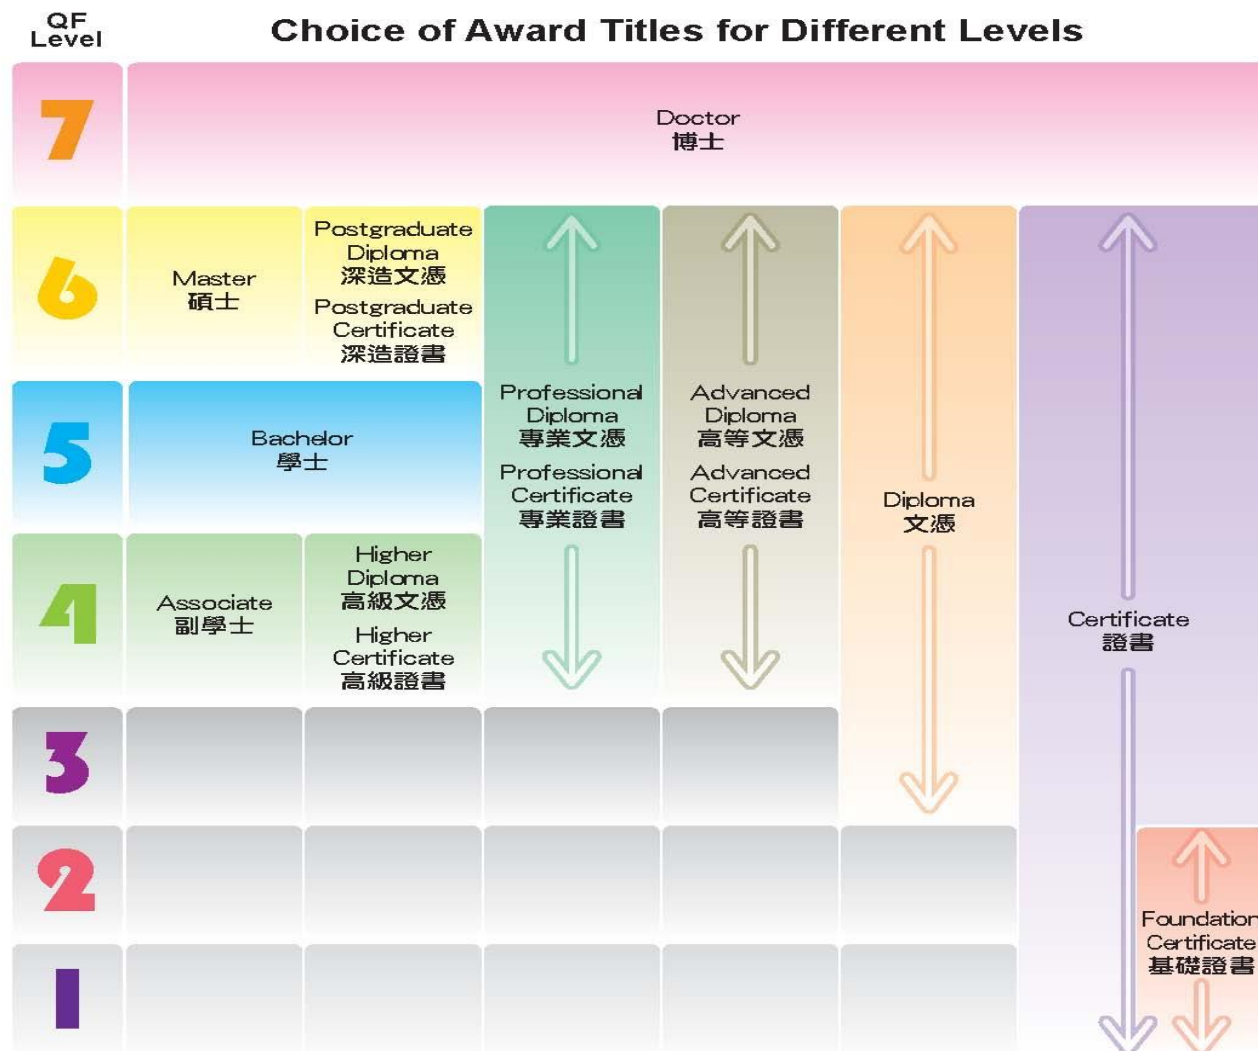 QF
Level
Choice of Award Titles for Different Levels
7
Doctor
博士
6
Master
碩士
Postgraduate
Diploma
深造文憑
Postgraduate
Certificate
深造證書
5
Bachelor
學士
Professional
Diploma
專業文憑
Professional
Certificate
專業證書
Advanced
Diploma
高等文憑
Advanced
Certificate
高等證書
Diploma
文憑
4
Associate
副學士
Higher
Diploma
高級文憑
Higher
Certificate
高級證書
Certificate
證書
3
2
Foundation
Certificate
基礎證書
1